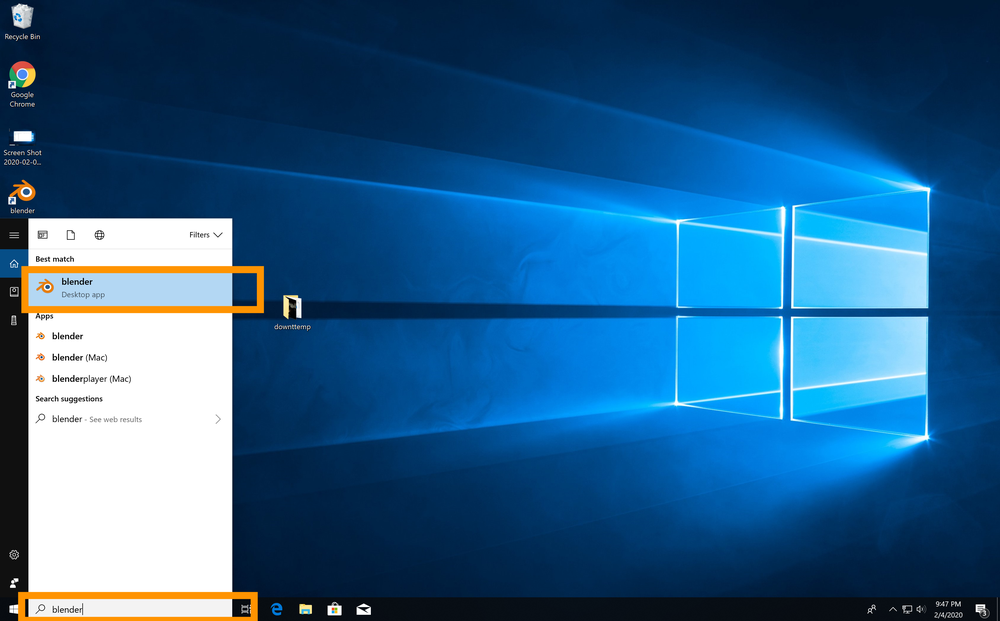 Recycle Bin
Google
Chrome
Screen Shot
2020-02-0...
blender
Filters
Best match
blender
Desktop app
Apps
blender
blender (Mac)
blenderplayer (Mac)
Search suggestions
blender - See web results
downttemp
blender
9:47 PM
2/4/2020
3